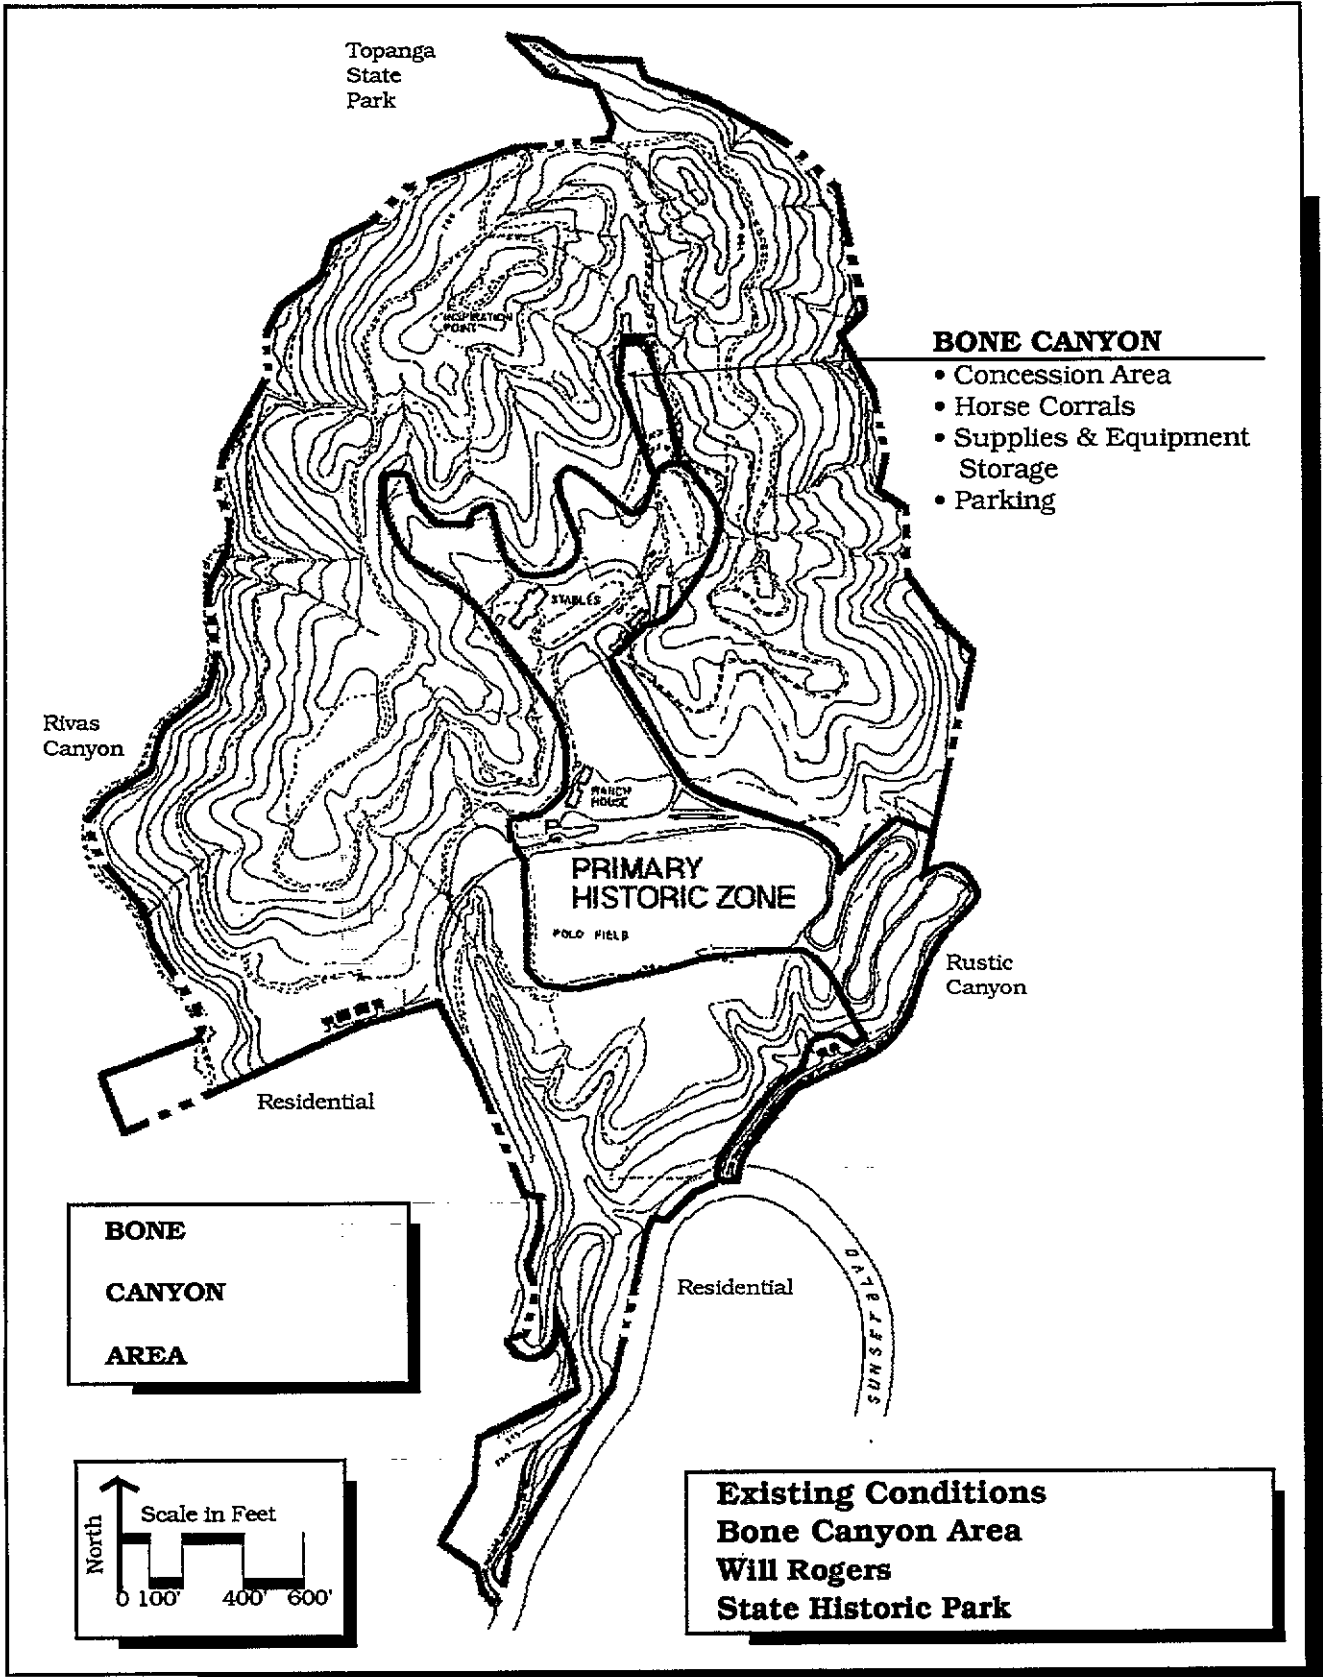 Topanga
State
Park
INSPIRATION
POINT
BONE CANYON
• Concession Area
• Horse Corrals
• Supplies & Equipment
Storage
• Parking
STABLES
Rivas
Canyon
RANCH
HOUSE
P
PRIMARY
HISTORIC ZONE
POLO FIELD
Rustic
Canyon
Residential
BONE
CANYON
AREA
Residential
SUNSET BLVD
North
Scale in Feet
0 100' 400' 600'
Existing Conditions
Bone Canyon Area
Will Rogers
State Historic Park